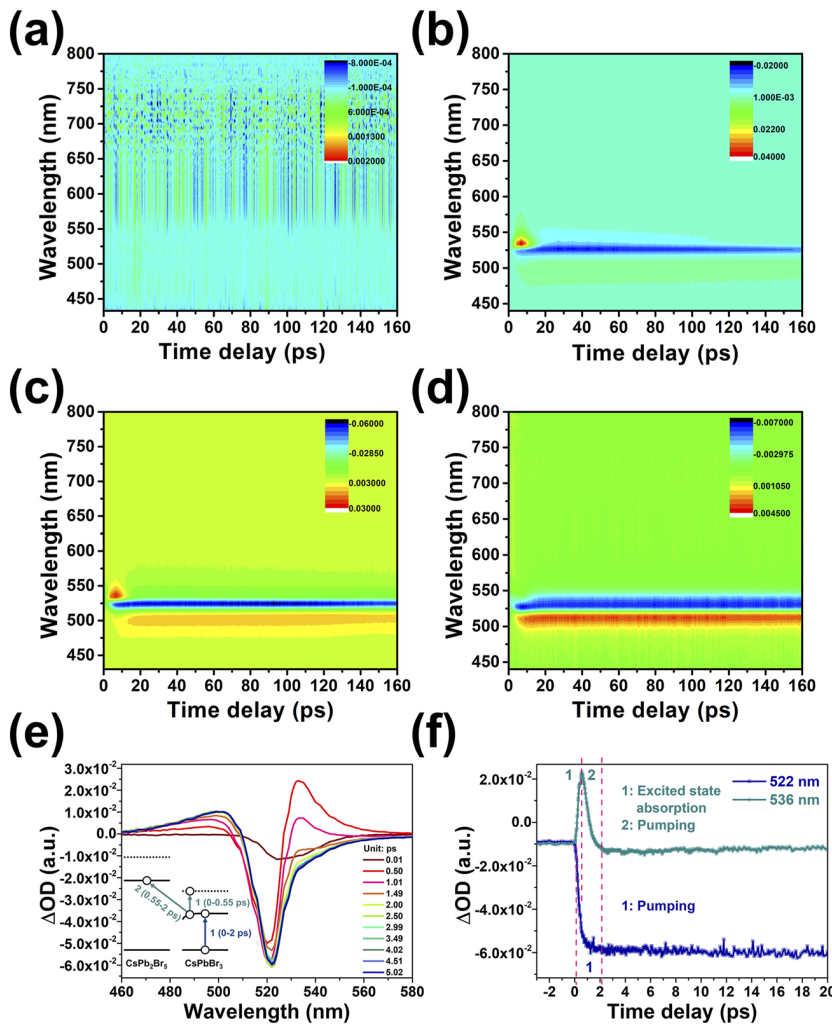 (a)
800
750
700
650
600
550
500
450
Wavelength (nm)
0 20 40 60 80 100 120 140 160
Time delay (ps)
-8.000E-04
-1.000E-04
6.000E-04
0.001300
0.002000
(b)
800
750
700
650
600
550
500
450
Wavelength (nm)
0 20 40 60 80 100 120 140 160
Time delay (ps)
-0.02000
1.000E-03
0.02200
0.04000
(c)
800
750
700
650
600
550
500
450
Wavelength (nm)
0 20 40 60 80 100 120 140 160
Time delay (ps)
-0.06000
-0.02850
0.003000
0.03000
(d)
800
750
700
650
600
550
500
450
Wavelength (nm)
0 20 40 60 80 100 120 140 160
Time delay (ps)
-0.007000
-0.002975
0.001050
0.004500
(e)
3.0x10⁻²
2.0x10⁻²
1.0x10⁻²
0.0
-1.0x10⁻²
-2.0x10⁻²
-3.0x10⁻²
-4.0x10⁻²
-5.0x10⁻²
-6.0x10⁻²
ΔOD (a.u.)
460 480 500 520 540 560 580
Wavelength (nm)
Unit: ps
0.01
0.50
1.01
1.49
2.00
2.50
2.99
3.49
4.02
4.51
5.02
2 (0.55-2 ps)
1 (0-0.55 ps)
1 (0-2 ps)
CsPb₂Br₅ CsPbBr₃
(f)
2.0x10⁻²
0.0
-2.0x10⁻²
-4.0x10⁻²
-6.0x10⁻²
ΔOD (a.u.)
-2 0 2 4 6 8 10 12 14 16 18 20
Time delay (ps)
1 2
1: Excited state
absorption
2: Pumping
522 nm
536 nm
1: Pumping
1